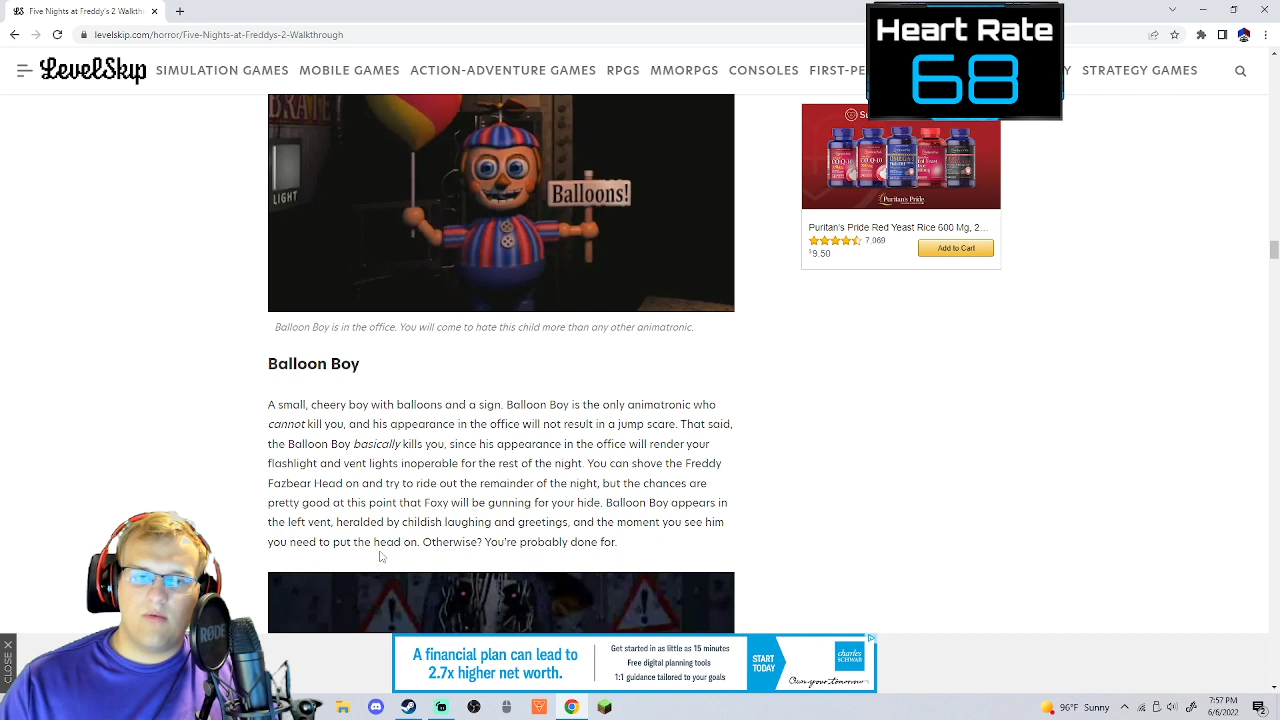 Five Nights at Freddy's 2 Walkth
Heart Rate
68
levelskip.com
LevelSkip
SIMULATION GAMES MOBILE GAMES ACTION-ADVENTURE GAMES RPGS MMORPGS CONSOLES FIRST-PE
STRATEGY GAMES
Balloons!
Puritan's Pride
Puritan's Pride Red Yeast Rice 600 Mg, 2...
7,069
$9.50
Add to Cart
Balloon Boy is in the office. You will come to hate this child more than any other animatronic.
Balloon Boy
A small, cheery boy with balloons and a sign. Balloon Boy is the only animatronic who
cannot kill you, and his appearance in the office will not result in a jump scare. That said,
the Balloon Boy basically kills you, since his appearance in the office will render your
flashlight and vent lights inoperable for the rest of the night. You can shove the Freddy
Fazbear Head on and try to ride out the remainder of the night, but the chances are
pretty good at this point that Foxy will be gunning for your hide. Balloon Boy appears in
the left vent, heralded by childish laughing and greetings, and the moment you see him
you need to put the head on. Otherwise? You're probably done for.
A financial plan can lead to
2.7x higher net worth.
Get started in as little as 15 minutes
Free digital planning tools
1:1 guidance tailored to your goals
START
TODAY
charles
SCHWAB
Own your tomorrow
96°F Sunny
2:57 PM
6/6/2022